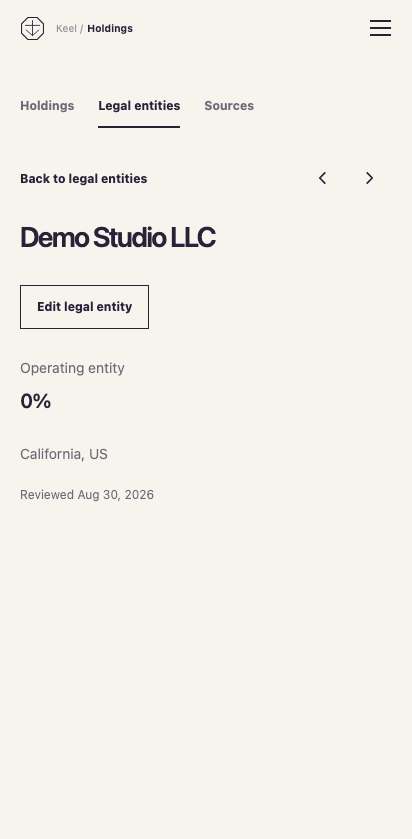 Keel / Holdings
Holdings Legal entities Sources
Back to legal entities
Demo Studio LLC
Edit legal entity
Operating entity
0%
California, US
Reviewed Aug 30, 2026